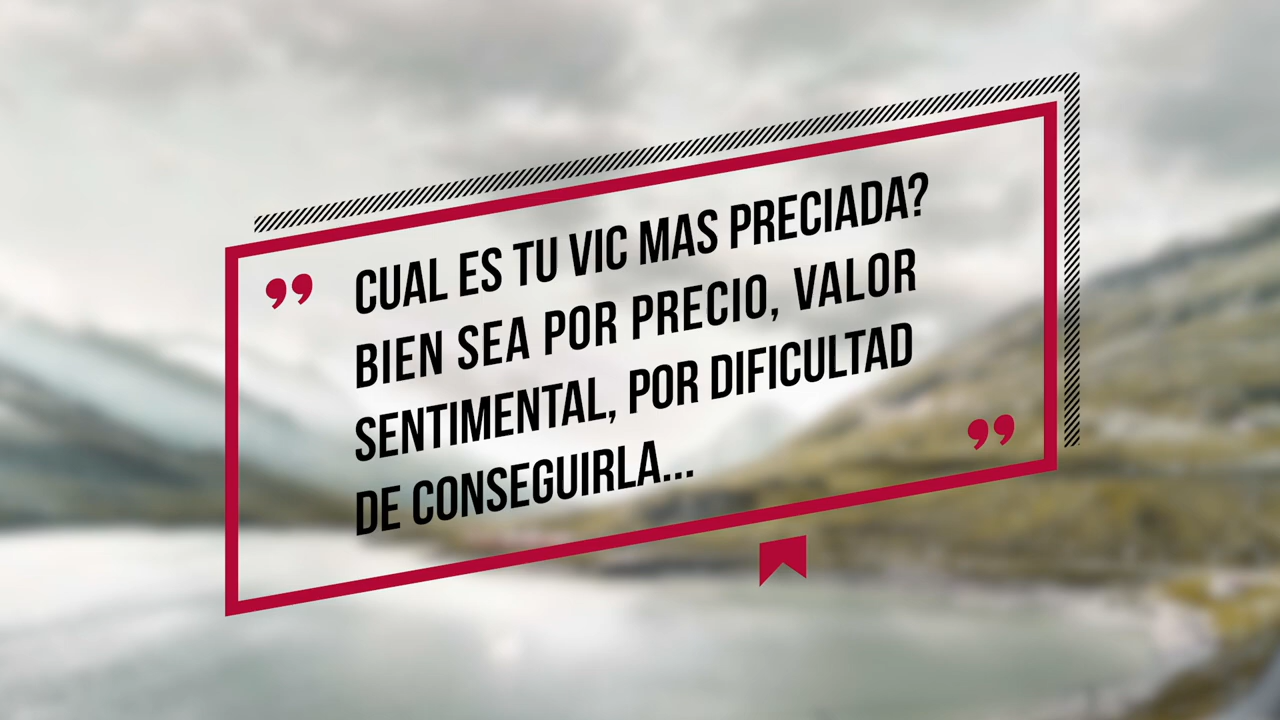 CUAL ES TU VIC MAS PRECIADA?
BIEN SEA POR PRECIO, VALOR
SENTIMENTAL, POR DIFICULTAD
DE CONSEGUIRLA...